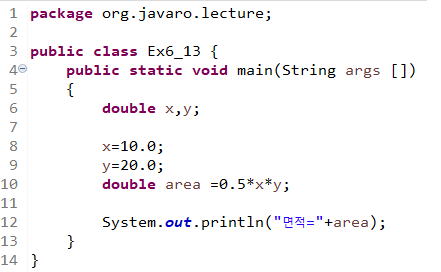 1 package org.javaro.lecture;
2
3 public class Ex6_13 {
4 public static void main(String args [])
5 {
6 double x,y;
7
8 x=10.0;
9 y=20.0;
10 double area =0.5*x*y;
11
12 System.out.println("면적="+area);
13 }
14 }